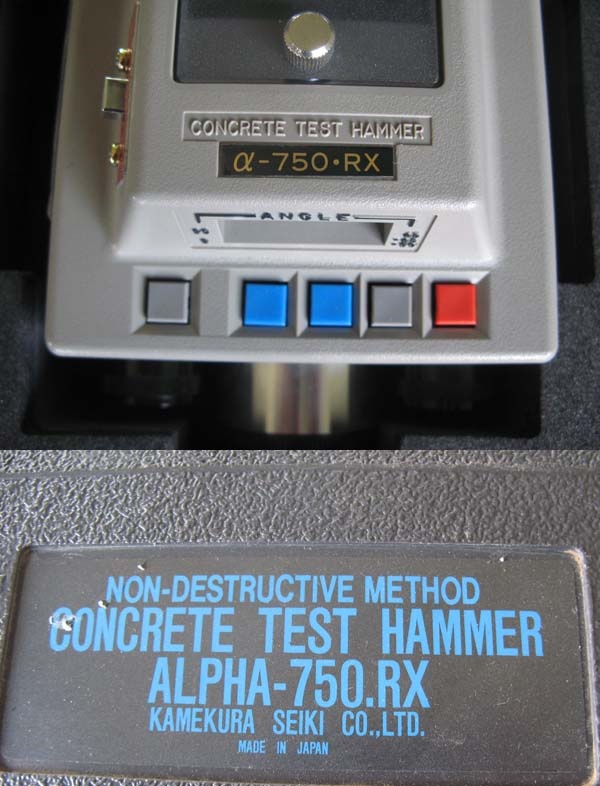 CONCRETE TEST HAMMER
α-750·RX
ANGLE
NON-DESTRUCTIVE METHOD
CONCRETE TEST HAMMER
ALPHA-750.RX
KAMEKURA SEIKI CO.,LTD.
MADE IN JAPAN